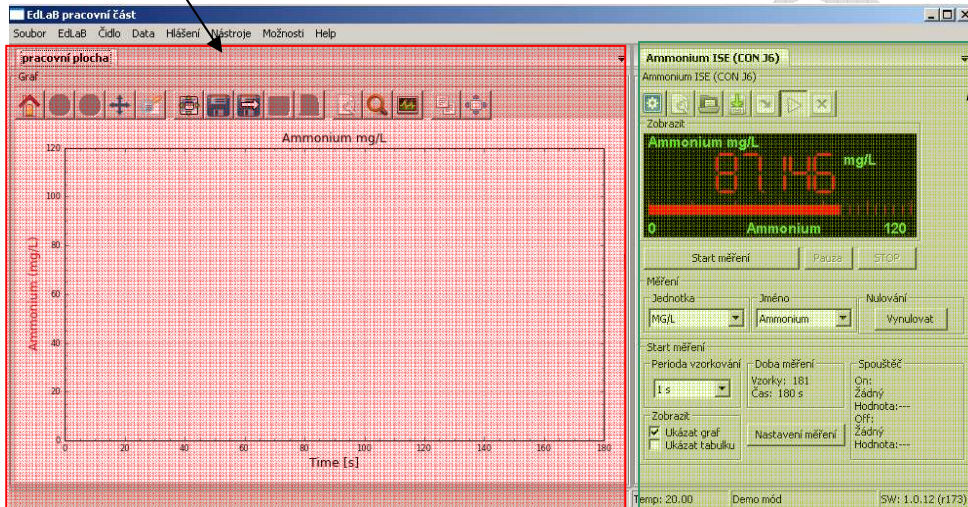 EdLaB pracovní část
Soubor EdLaB Čidlo Data Hlášení Nástroje Možnosti Help
pracovní plocha
Graf
Ammonium mg/L
120
100
80
60
40
20
0
Ammonium (mg/L)
0 20 40 60 80 100 120 140 160 180
Time [s]
Ammonium ISE (CON J6)
Ammonium ISE (CON J6)
Zobrazit
Ammonium mg/L
87.146 mg/L
0 Ammonium 120
Start měření Pauza STOP
Měření
Jednotka Jméno Nulování
MG/L Ammonium Vynulovat
Start měření
Perioda vzorkování Doba měření Spouštěč
1 s
Vzorky: 181
Čas: 180 s
On:
Žádný
Hodnota:---
Off:
Žádný
Hodnota:---
Zobrazit
Ukázat graf
Ukázat tabulku
Nastavení měření
Temp: 20.00 Demo mód SW: 1.0.12 (r173)